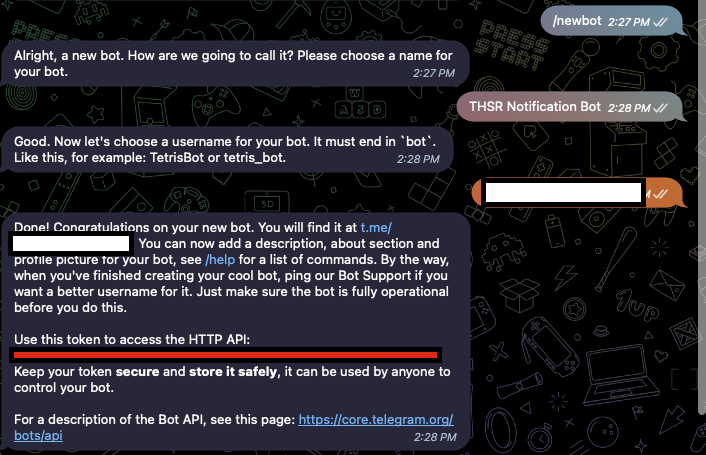 /newbot 2:27 PM
Alright, a new bot. How are we going to call it? Please choose a name for
your bot. 2:27 PM
THSR Notification Bot 2:28 PM
Good. Now let's choose a username for your bot. It must end in `bot`.
Like this, for example: TetrisBot or tetris_bot. 2:28 PM
Done! Congratulations on your new bot. You will find it at t.me/
You can now add a description, about section and
profile picture for your bot, see /help for a list of commands. By the way,
when you've finished creating your cool bot, ping our Bot Support if you
want a better username for it. Just make sure the bot is fully operational
before you do this.
Use this token to access the HTTP API:
Keep your token secure and store it safely, it can be used by anyone to
control your bot.
For a description of the Bot API, see this page: https://core.telegram.org/
bots/api 2:28 PM